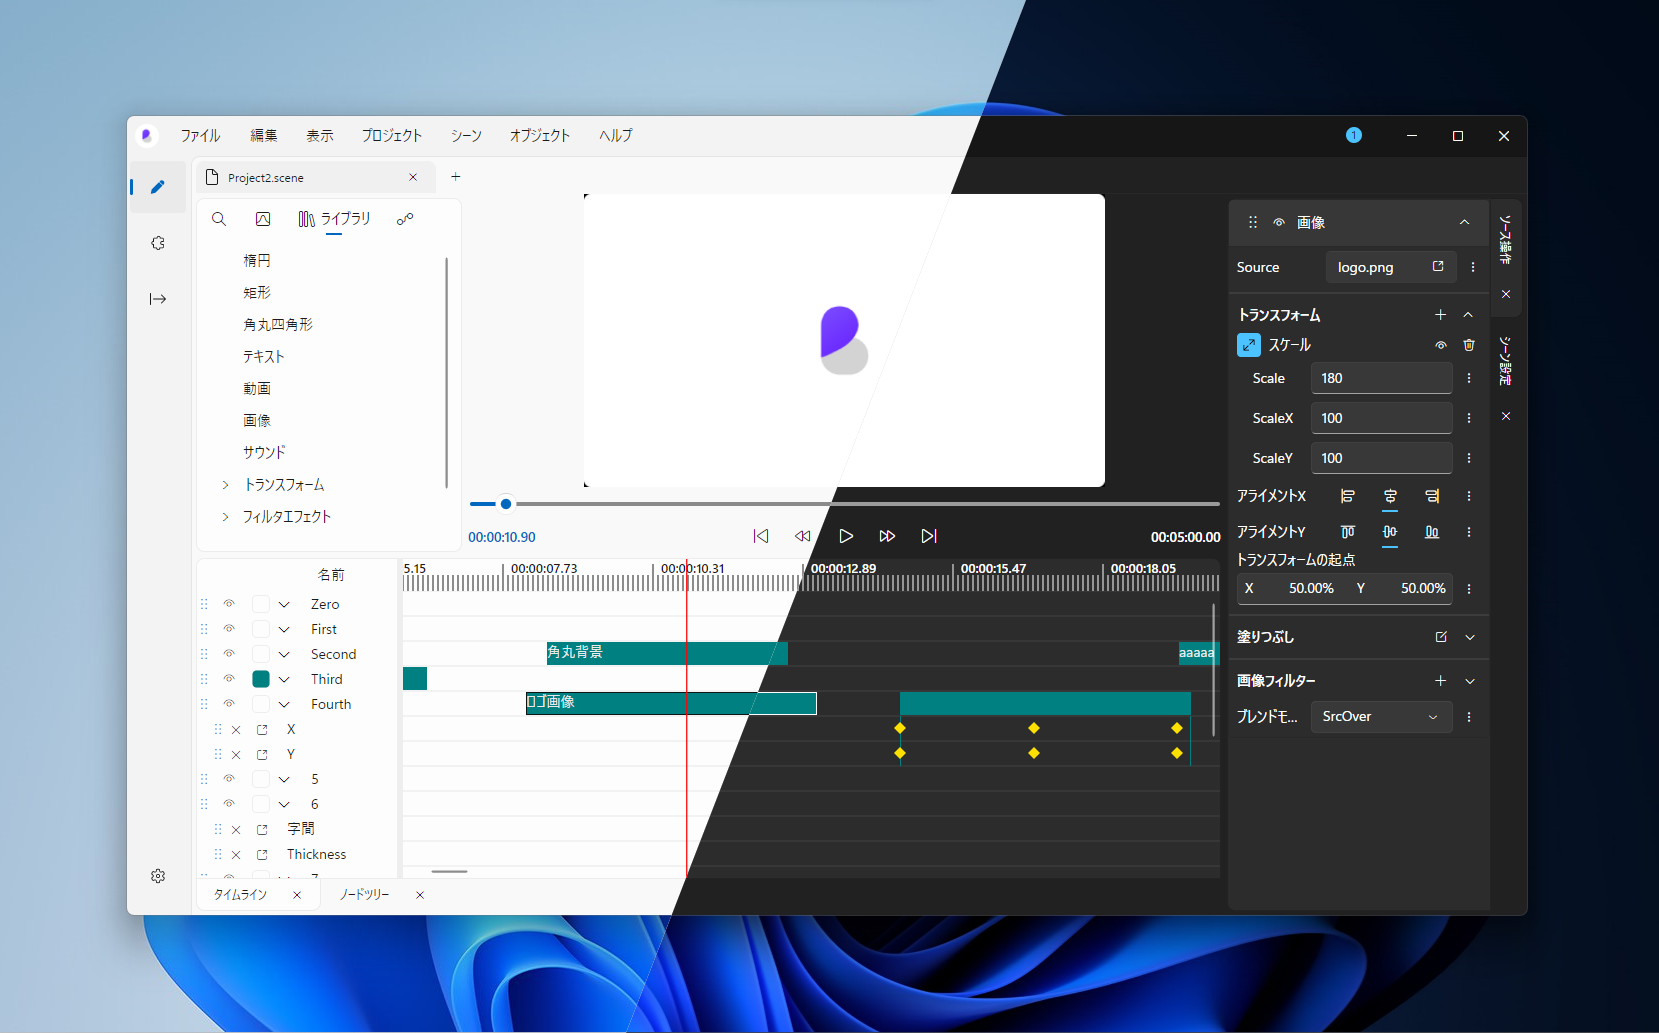 ファイル 編集 表示 プロジェクト シーン オブジェクト ヘルプ
1
Project2.scene
ライブラリ
楕円
矩形
角丸四角形
テキスト
動画
画像
サウンド
トランスフォーム
フィルタエフェクト
00:00:10.90
00:05:00.00
名前
5.15 00:00:07.73 00:00:10.31 00:00:12.89 00:00:15.47 00:00:18.05
Zero
First
Second
角丸背景
aaaaa
Third
Fourth
ロゴ画像
X
Y
5
6
字間
Thickness
7
タイムライン
ノードツリー
画像
Source logo.png
トランスフォーム
スケール
Scale 180
ScaleX 100
ScaleY 100
アライメントX
アライメントY
トランスフォームの起点
X 50.00% Y 50.00%
塗りつぶし
画像フィルター
ブレンドモ... SrcOver
ソース操作
シーン設定